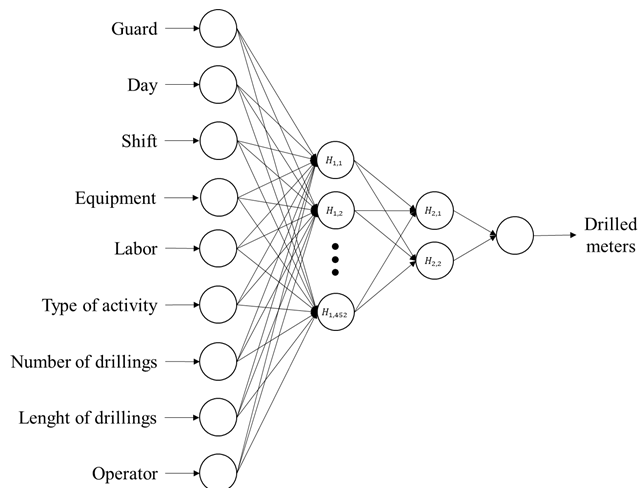 Guard
Day
Shift
Equipment
Labor
Type of activity
Number of drillings
Lenght of drillings
Operator
H1,1
H1,2
H1,452
H2,1
H2,2
Drilled
meters